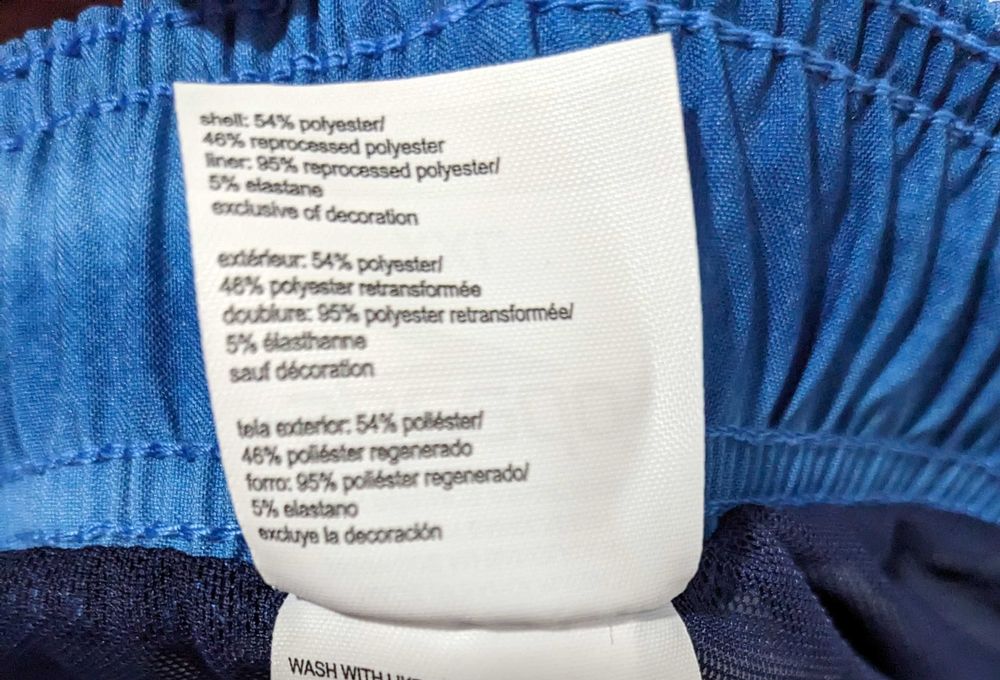 shell: 54% polyester/
46% reprocessed polyester
liner: 95% reprocessed polyester/
5% elastane
exclusive of decoration
extérieur: 54% polyester/
46% polyester retransformée
doublure: 95% polyester retransformée/
5% élasthanne
sauf décoration
tela exterior: 54% poliéster/
46% poliéster regenerado
forro: 95% poliéster regenerado/
5% elastano
excluye la decoración
WASH WITH